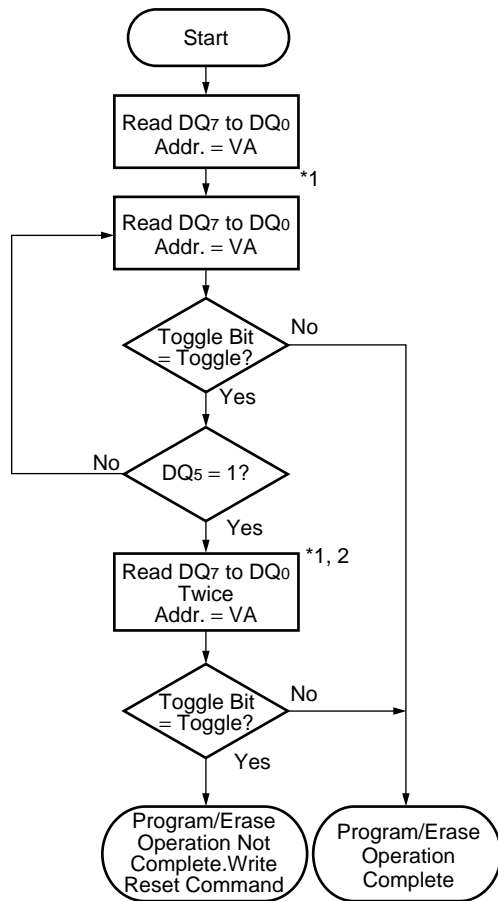 Start
Read DQ7 to DQ0
Addr. = VA
*1
Read DQ7 to DQ0
Addr. = VA
Toggle Bit
= Toggle?
No
Yes
DQ5 = 1?
No
Yes
*1, 2
Read DQ7 to DQ0
Twice
Addr. = VA
Toggle Bit
= Toggle?
No
Yes
Program/Erase
Operation Not
Complete.Write
Reset Command
Program/Erase
Operation
Complete